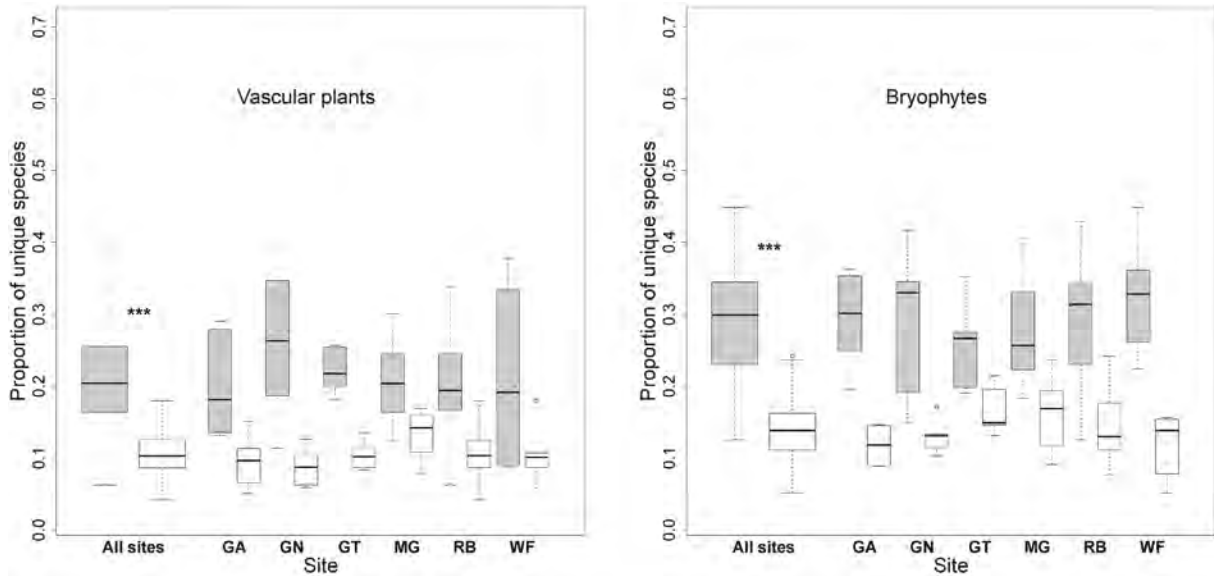 Vascular plants
Proportion of unique species
0.7
0.6
0.5
0.4
0.3
0.2
0.1
0.0
***
All sites GA GN GT MG RB WF
Site
Bryophytes
Proportion of unique species
0.7
0.6
0.5
0.4
0.3
0.2
0.1
0.0
***
All sites GA GN GT MG RB WF
Site